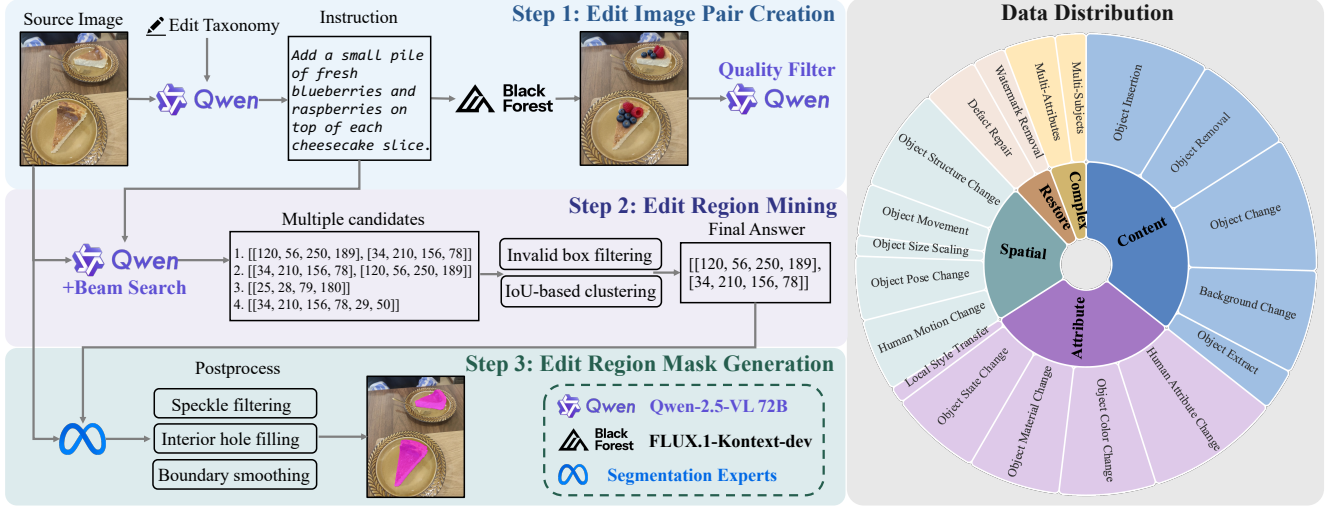 Source Image
Edit Taxonomy
Instruction
Step 1: Edit Image Pair Creation
Qwen
Add a small pile
of fresh
blueberries and
raspberries on
top of each
cheesecake slice.
Black
Forest
Quality Filter
Qwen
Step 2: Edit Region Mining
Qwen
+Beam Search
Multiple candidates
1. [[120, 56, 250, 189], [34, 210, 156, 78]]
2. [[34, 210, 156, 78], [120, 56, 250, 189]]
3. [[25, 28, 79, 180]]
4. [[34, 210, 156, 78, 29, 50]]
Invalid box filtering
IoU-based clustering
Final Answer
[[120, 56, 250, 189],
[34, 210, 156, 78]]
Step 3: Edit Region Mask Generation
Postprocess
Speckle filtering
Interior hole filling
Boundary smoothing
Qwen
Qwen-2.5-VL 72B
Black
Forest
FLUX.1-Kontext-dev
Segmentation Experts
Data Distribution
Content
Object Insertion
Object Removal
Object Change
Background Change
Object Extract
Attribute
Human Attribute Change
Object Color Change
Object Material Change
Object State Change
Local Style Transfer
Spatial
Human Motion Change
Object Pose Change
Object Size Scaling
Object Movement
Object Structure Change
Restore
Defact Repair
Watermark Removal
Complex
Multi-Attributes
Multi-Subjects